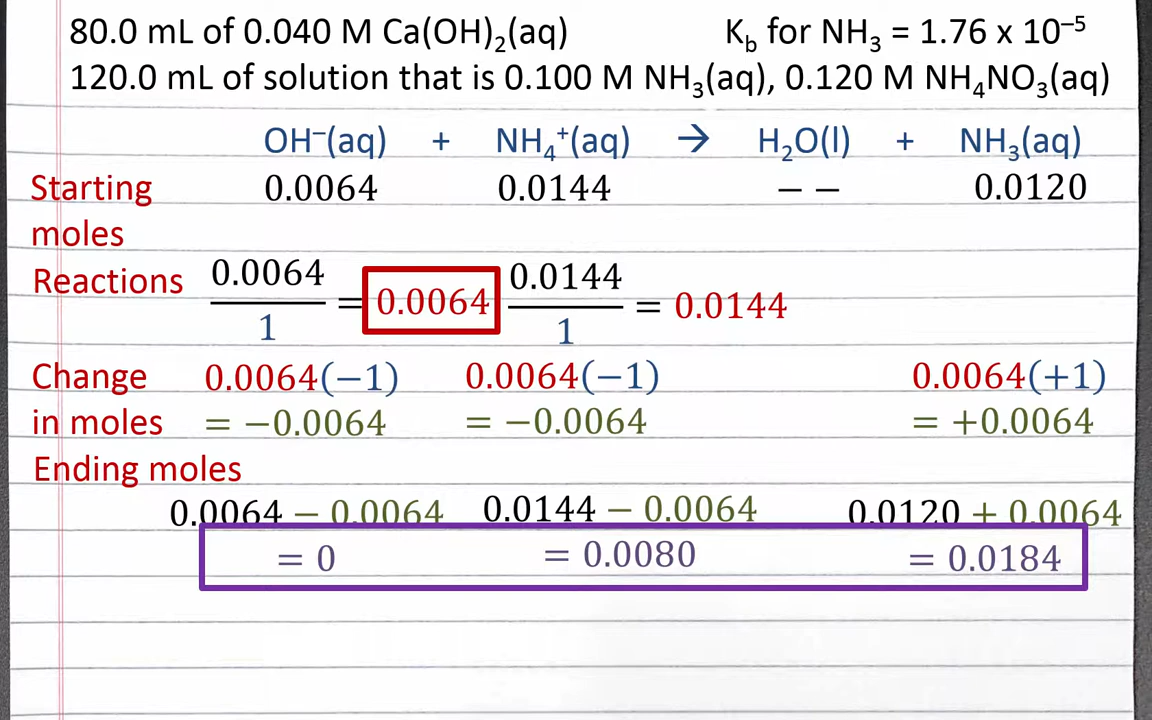 80.0 mL of 0.040 M Ca(OH)₂(aq) K_b for NH₃ = 1.76 x 10⁻⁵
120.0 mL of solution that is 0.100 M NH₃(aq), 0.120 M NH₄NO₃(aq)
OH⁻(aq) + NH₄⁺(aq) → H₂O(l) + NH₃(aq)
Starting moles 0.0064 0.0144 – – 0.0120
Reactions 0.0064/1 = 0.0064 0.0144/1 = 0.0144
Change 0.0064(−1) 0.0064(−1) 0.0064(+1)
in moles = −0.0064 = −0.0064 = +0.0064
Ending moles
0.0064 − 0.0064 0.0144 − 0.0064 0.0120 + 0.0064
= 0 = 0.0080 = 0.0184